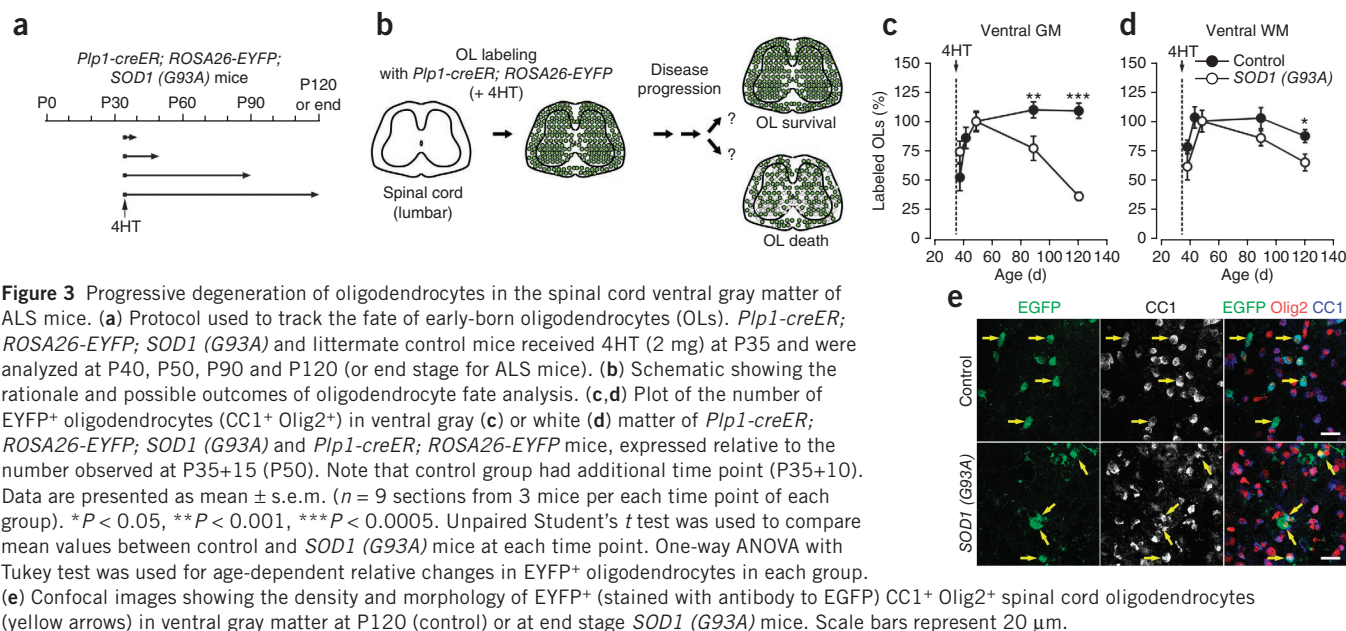 a
Plp1-creER; ROSA26-EYFP;
SOD1 (G93A) mice
P0
P30
P60
P90
P120
or end
4HT
b
OL labeling
with Plp1-creER; ROSA26-EYFP
(+ 4HT)
Disease
progression
Spinal cord
(lumbar)
?
OL survival
?
OL death
c
Ventral GM
4HT
150
125
100
75
50
25
0
Labeled OLs (%)
**
***
20 40 60 80 100 120 140
Age (d)
d
Ventral WM
4HT
Control
SOD1 (G93A)
150
125
100
75
50
25
0
*
20 40 60 80 100 120 140
Age (d)
e
EGFP
CC1
EGFP Olig2 CC1
Control
SOD1 (G93A)
Figure 3 Progressive degeneration of oligodendrocytes in the spinal cord ventral gray matter of
ALS mice. (a) Protocol used to track the fate of early-born oligodendrocytes (OLs). Plp1-creER;
ROSA26-EYFP; SOD1 (G93A) and littermate control mice received 4HT (2 mg) at P35 and were
analyzed at P40, P50, P90 and P120 (or end stage for ALS mice). (b) Schematic showing the
rationale and possible outcomes of oligodendrocyte fate analysis. (c,d) Plot of the number of
EYFP⁺ oligodendrocytes (CC1⁺ Olig2⁺) in ventral gray (c) or white (d) matter of Plp1-creER;
ROSA26-EYFP; SOD1 (G93A) and Plp1-creER; ROSA26-EYFP mice, expressed relative to the
number observed at P35+15 (P50). Note that control group had additional time point (P35+10).
Data are presented as mean ± s.e.m. (n = 9 sections from 3 mice per each time point of each
group). *P < 0.05, **P < 0.001, ***P < 0.0005. Unpaired Student's t test was used to compare
mean values between control and SOD1 (G93A) mice at each time point. One-way ANOVA with
Tukey test was used for age-dependent relative changes in EYFP⁺ oligodendrocytes in each group.
(e) Confocal images showing the density and morphology of EYFP⁺ (stained with antibody to EGFP) CC1⁺ Olig2⁺ spinal cord oligodendrocytes
(yellow arrows) in ventral gray matter at P120 (control) or at end stage SOD1 (G93A) mice. Scale bars represent 20 μm.